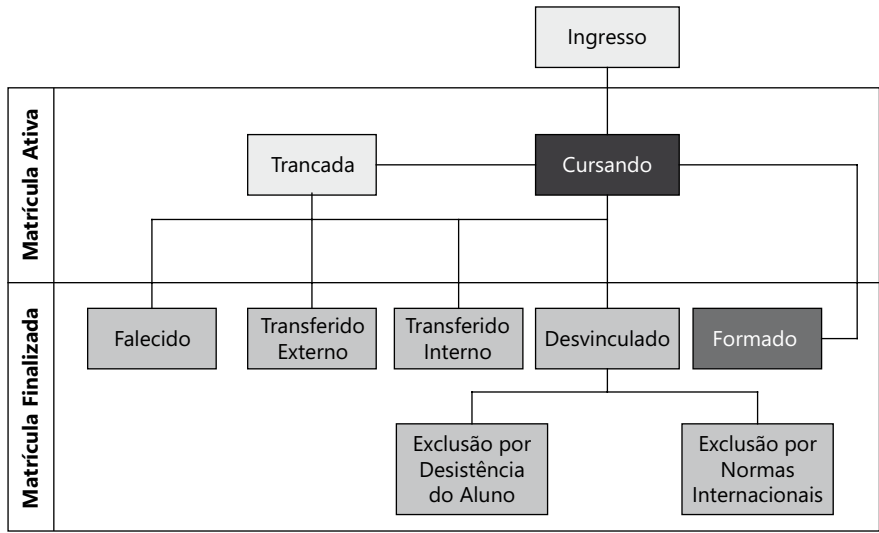 Ingresso
Matrícula Ativa
Trancada
Cursando
Matrícula Finalizada
Falecido
Transferido
Externo
Transferido
Interno
Desvinculado
Formado
Exclusão por
Desistência
do Aluno
Exclusão por
Normas
Internacionais